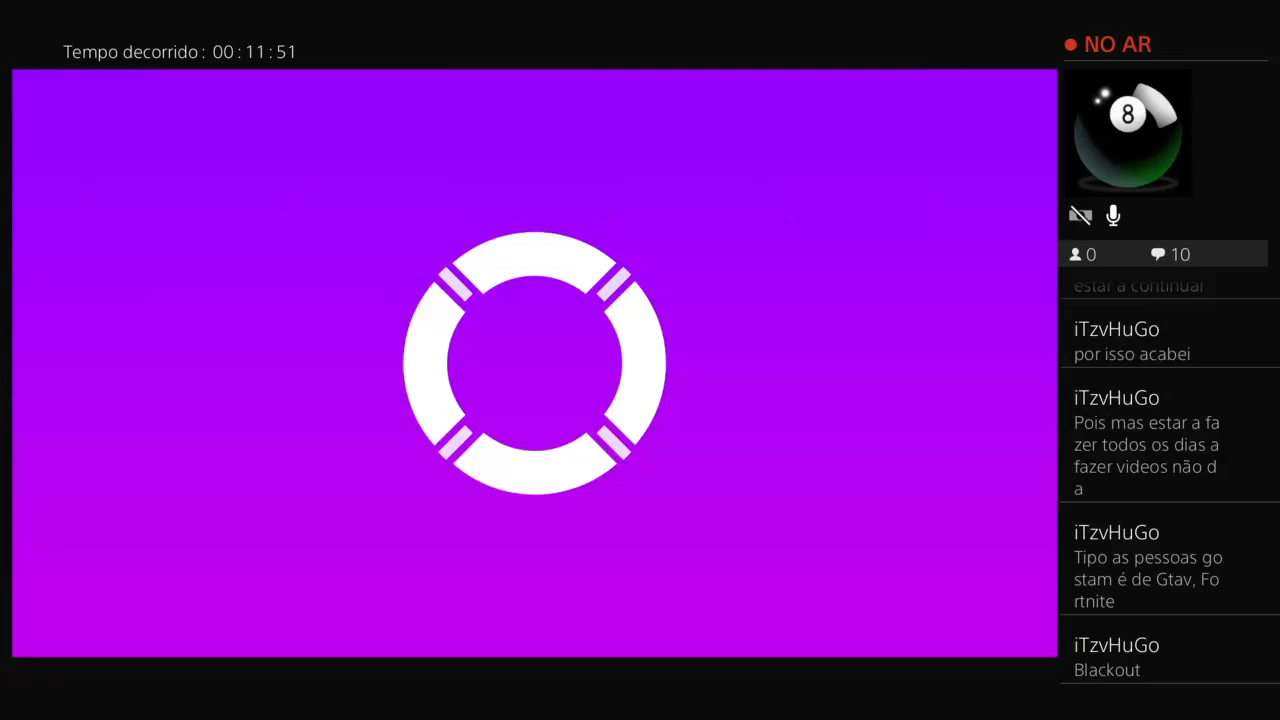 Tempo decorrido: 00:11:51
NO AR
8
0 10
estar a continuar
iTzvHuGo
por isso acabei
iTzvHuGo
Pois mas estar a fa
zer todos os dias a
fazer videos não d
a
iTzvHuGo
Tipo as pessoas go
stam é de Gtav, Fo
rtnite
iTzvHuGo
Blackout